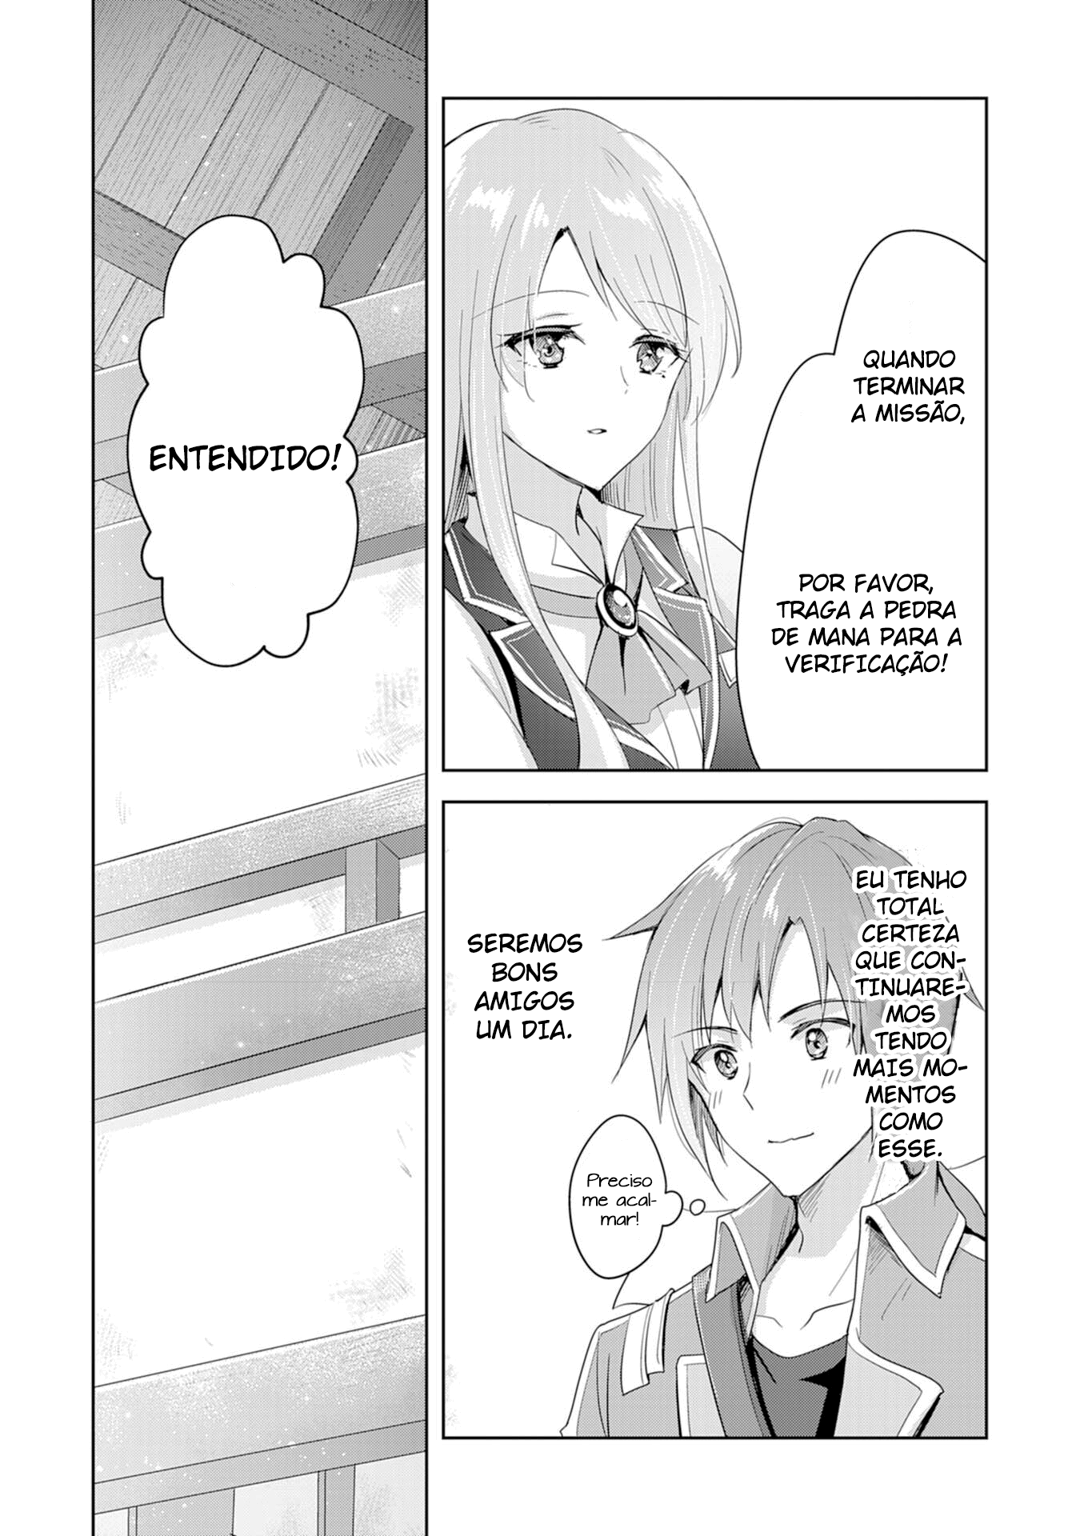 QUANDO
TERMINAR
A MISSÃO,
POR FAVOR,
TRAGA A PEDRA
DE MANA PARA A
VERIFICAÇÃO!
EU TENHO
TOTAL
CERTEZA
QUE CON-
TINUARE-
MOS
TENDO
MAIS MO-
MENTOS
COMO
ESSE.
SEREMOS
BONS
AMIGOS
UM DIA.
Preciso
me acal-
mar!
ENTENDIDO!